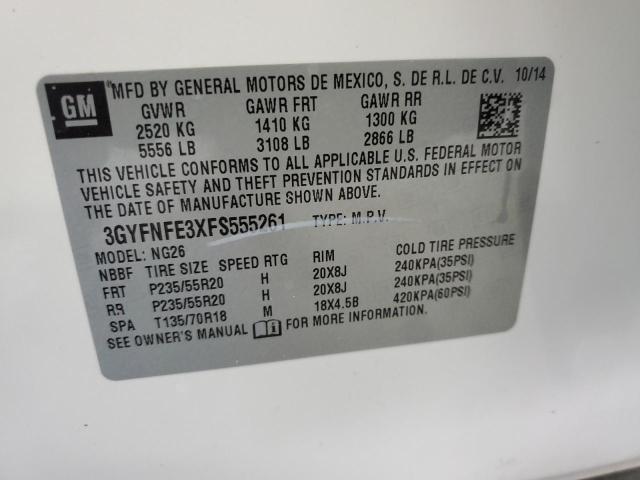 GM
MFD BY GENERAL MOTORS DE MEXICO, S. DE R.L. DE C.V. 10/14
GVWR GAWR FRT GAWR RR
2520 KG 1410 KG 1300 KG
5556 LB 3108 LB 2866 LB
THIS VEHICLE CONFORMS TO ALL APPLICABLE U.S. FEDERAL MOTOR
VEHICLE SAFETY AND THEFT PREVENTION STANDARDS IN EFFECT ON
THE DATE OF MANUFACTURE SHOWN ABOVE.
3GYFNFE3XFS555261 TYPE: M.P.V.
MODEL: NG26
NBBF TIRE SIZE SPEED RTG RIM COLD TIRE PRESSURE
FRT P235/55R20 H 20X8J 240KPA(35PSI)
RR P235/55R20 H 20X8J 240KPA(35PSI)
SPA T135/70R18 M 18X4.5B 420KPA(60PSI)
SEE OWNER'S MANUAL FOR MORE INFORMATION.